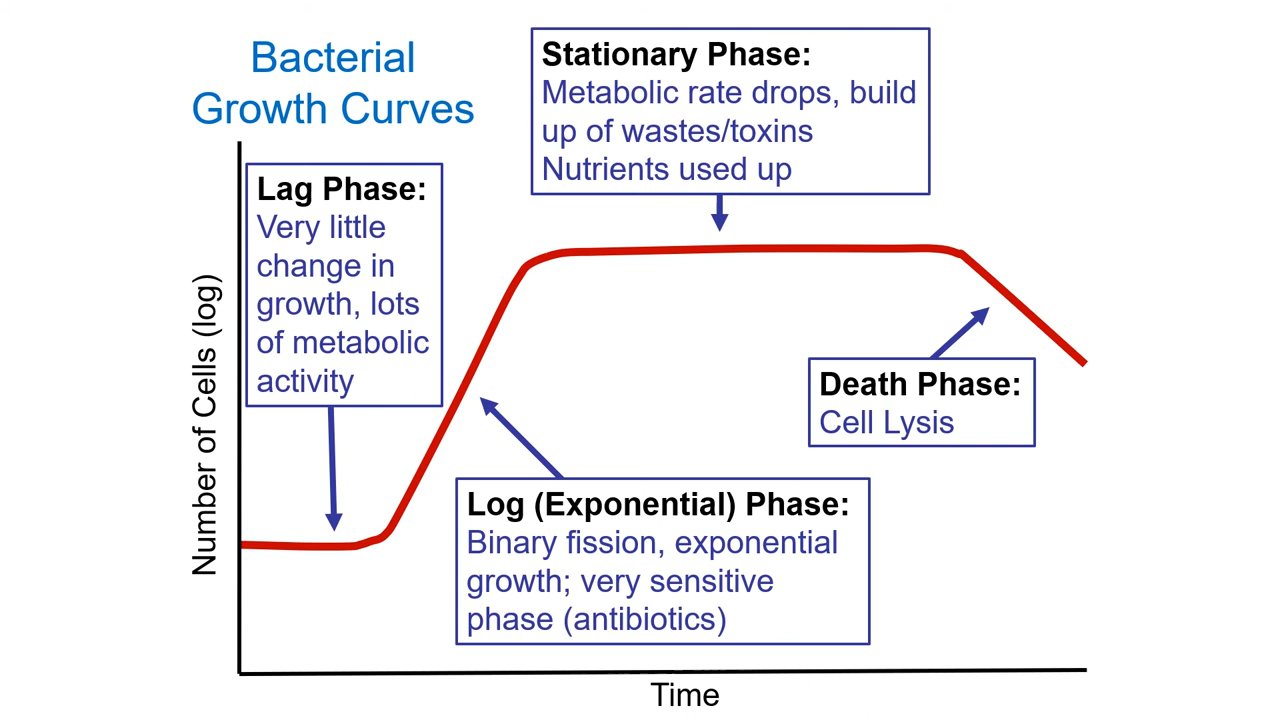 Bacterial
Growth Curves
Stationary Phase:
Metabolic rate drops, build
up of wastes/toxins
Nutrients used up
Lag Phase:
Very little
change in
growth, lots
of metabolic
activity
Number of Cells (log)
Death Phase:
Cell Lysis
Log (Exponential) Phase:
Binary fission, exponential
growth; very sensitive
phase (antibiotics)
Time